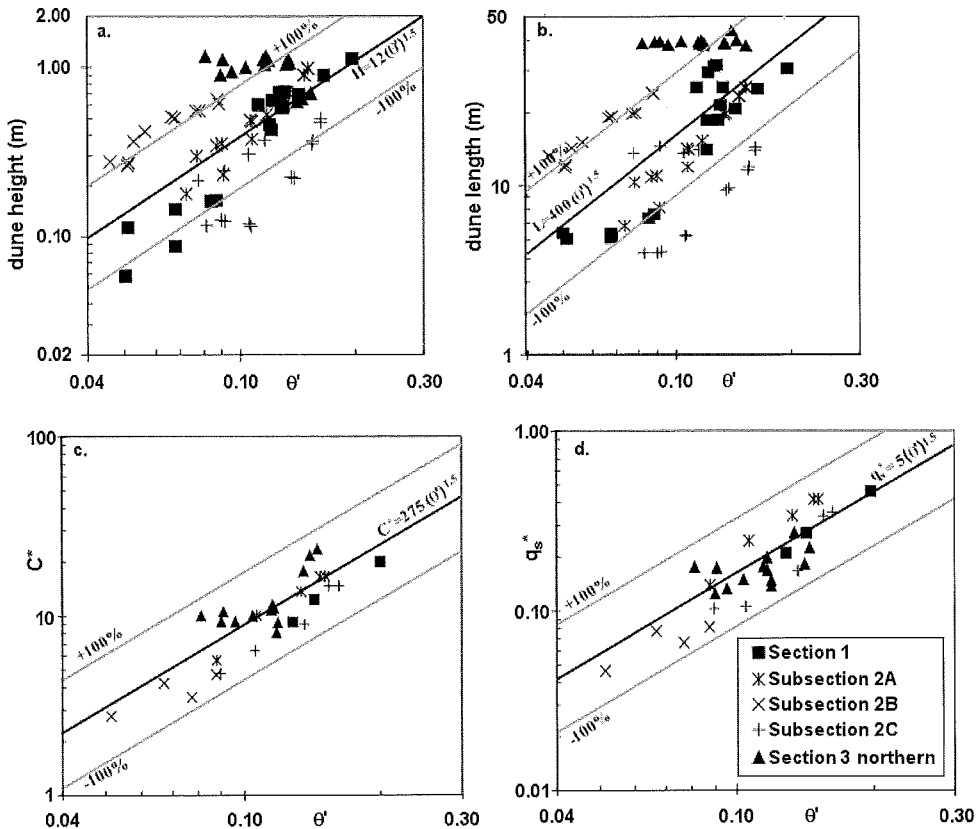 a.
2.00
1.00
0.10
0.02
dune height (m)
+100%
H=12(θ')^1.5
-100%
0.04
0.10
θ'
0.30
b.
50
10
1
dune length (m)
+100%
L=400(θ')^1.5
-100%
0.04
0.10
θ'
0.30
c.
100
10
1
C*
+100%
C*=275(θ')^1.5
-100%
0.04
0.10
θ'
0.30
d.
1.00
0.10
0.01
qs*
+100%
-100%
0.04
0.10
θ'
0.30
Section 1
Subsection 2A
Subsection 2B
Subsection 2C
Section 3 northern